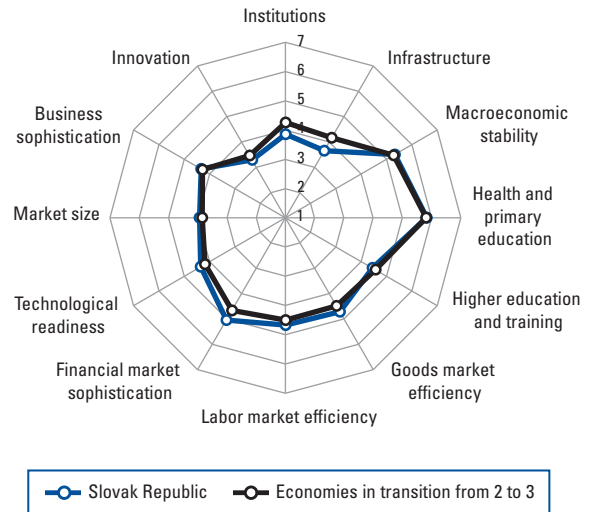 Institutions
7
Innovation
Infrastructure
6
5
Business
sophistication
Macroeconomic
stability
4
3
2
Market size
1
Health and
primary
education
Technological
readiness
Higher education
and training
Financial market
sophistication
Goods market
efficiency
Labor market efficiency
Slovak Republic
Economies in transition from 2 to 3